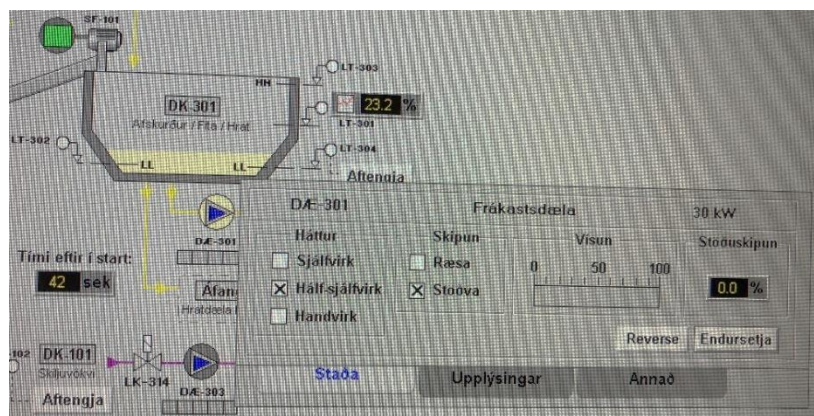 SF-101
LT-303
HH
DK-301
23.2 %
Afskurður / Fita / Hrat
LT-301
LT-302
LT-304
LL
LL
Aftengja
DÆ-301
Frákastsdæla
30 kW
DÆ-301
Háttur
Skipun
Vísun
Stöðuskipun
Tími eftir í start:
Sjálfvirk
Ræsa
0 50 100
42 sek
Hálf-sjálfvirk
Stöðva
0.0 %
Handvirk
Reverse
Endursetja
DK-101
Skiljuvökvi
LK-314
DÆ-303
Staða
Upplýsingar
Annað
Aftengja